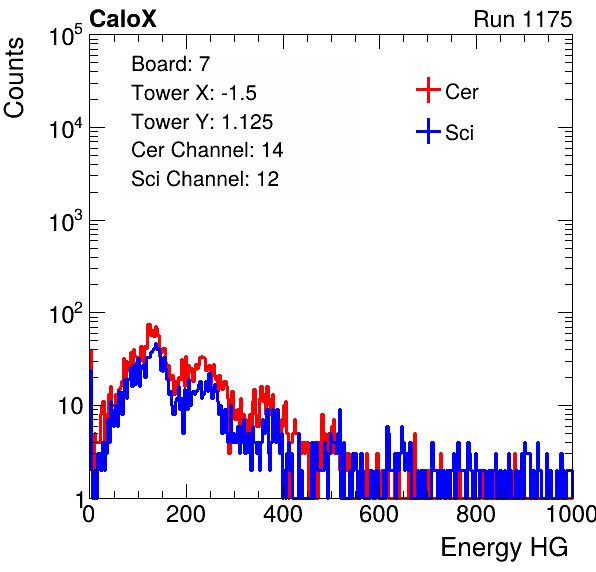 CaloX Run 1175
Counts
10^5
10^4
10^3
10^2
10
1
Board: 7
Tower X: -1.5
Tower Y: 1.125
Cer Channel: 14
Sci Channel: 12
Cer
Sci
0 200 400 600 800 1000
Energy HG